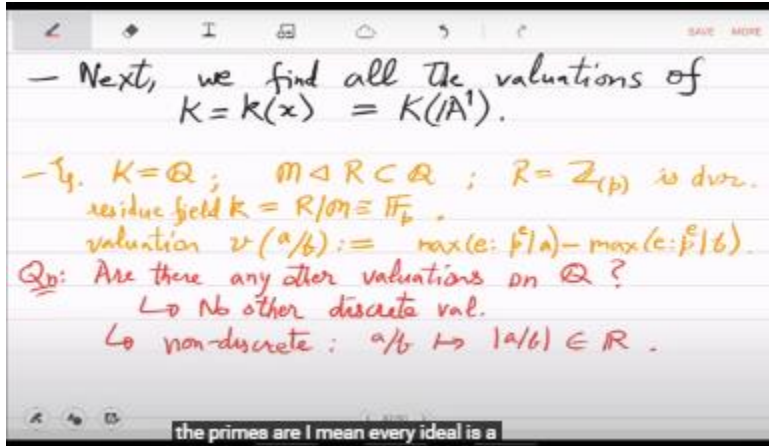 SAVE MORE
- Next, we find all the valuations of
K = k(x) = K(𝔸¹).
- Eg. K = ℚ ; m ◁ R ⊂ ℚ ; R = ℤ₍ₚ₎ is dvr.
residue field k = R/m ≅ 𝔽ₚ .
valuation v(a/b) := max(e: pᵉ|a) - max(e: pᵉ|b).
Qn: Are there any other valuations on ℚ ?
↳ No other discrete val.
↳ non-discrete : a/b ↦ |a/b| ∈ ℝ .
the primes are I mean every ideal is a